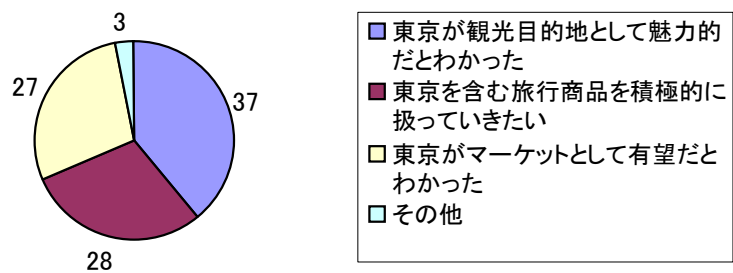 3
27
37
28
東京が観光目的地として魅力的
だとわかった
東京を含む旅行商品を積極的に
扱っていきたい
東京がマーケットとして有望だと
わかった
その他